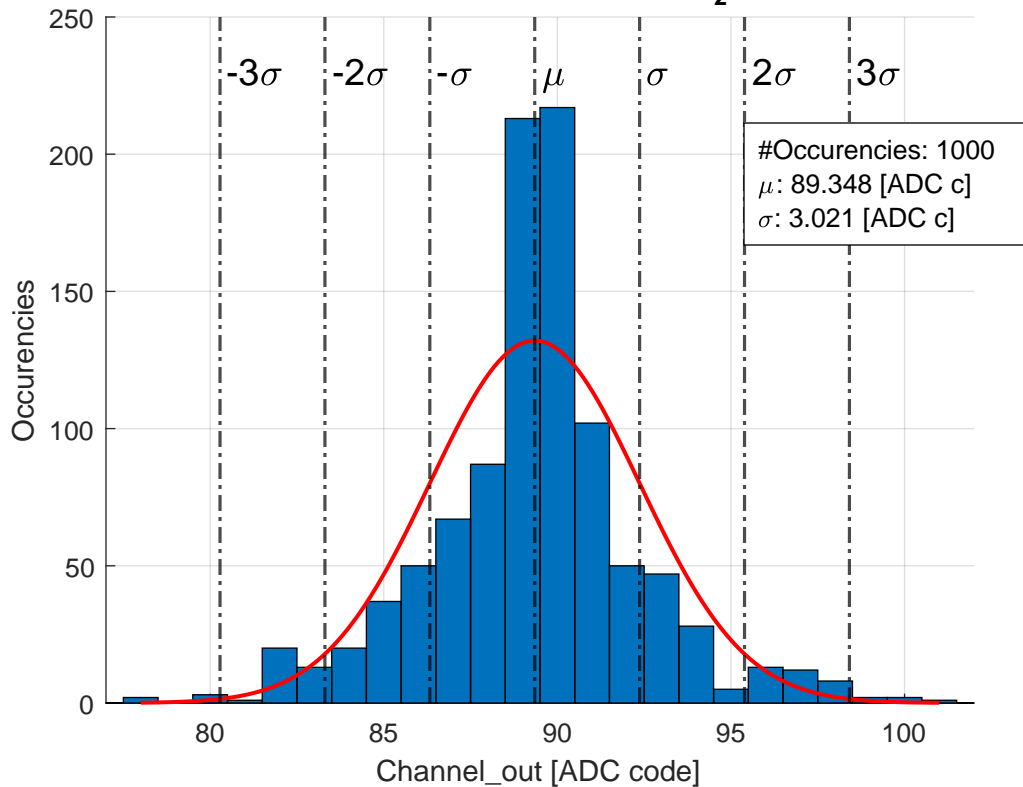 2
250
200
150
100
50
0
-3σ
-2σ
-σ
μ
σ
2σ
3σ
#Occurencies: 1000
μ: 89.348 [ADC c]
σ: 3.021 [ADC c]
Occurencies
80
85
90
95
100
Channel_out [ADC code]